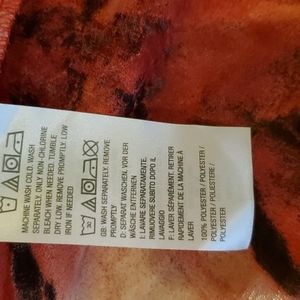 MACHINE WASH COLD. WASH
SEPARATELY. ONLY NON-CHLORINE
BLEACH WHEN NEEDED. TUMBLE
DRY LOW. REMOVE PROMPTLY. LOW
IRON IF NEEDED
GB: WASH SEPARATELY. REMOVE
PROMPTLY
D: SEPARAT WASCHEN. VOR DER
WÄSCHE ENTFERNEN
I: LAVARE SEPARATAMENTE.
RIMUOVERE SUBITO DOPO IL
LAVAGGIO
F: LAVER SÉPARÉMENT. RETIRER
RAPIDEMENT DE LA MACHINE À
LAVER
100% POLYESTER / POLYESTER /
POLIESTERE / POLYESTER